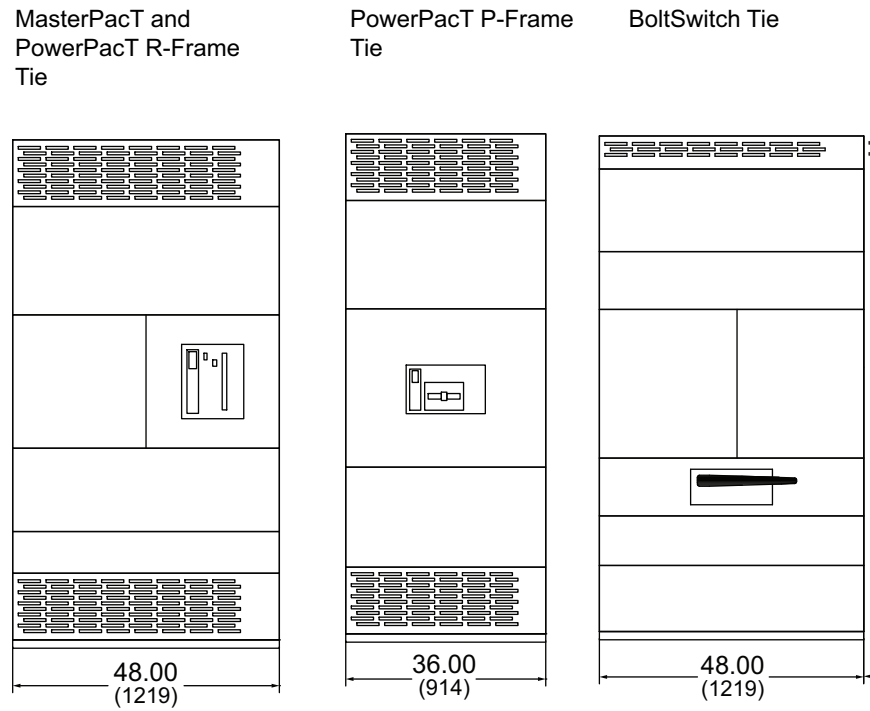 MasterPacT and
PowerPacT R-Frame
Tie
PowerPacT P-Frame
Tie
BoltSwitch Tie
48.00
(1219)
36.00
(914)
48.00
(1219)